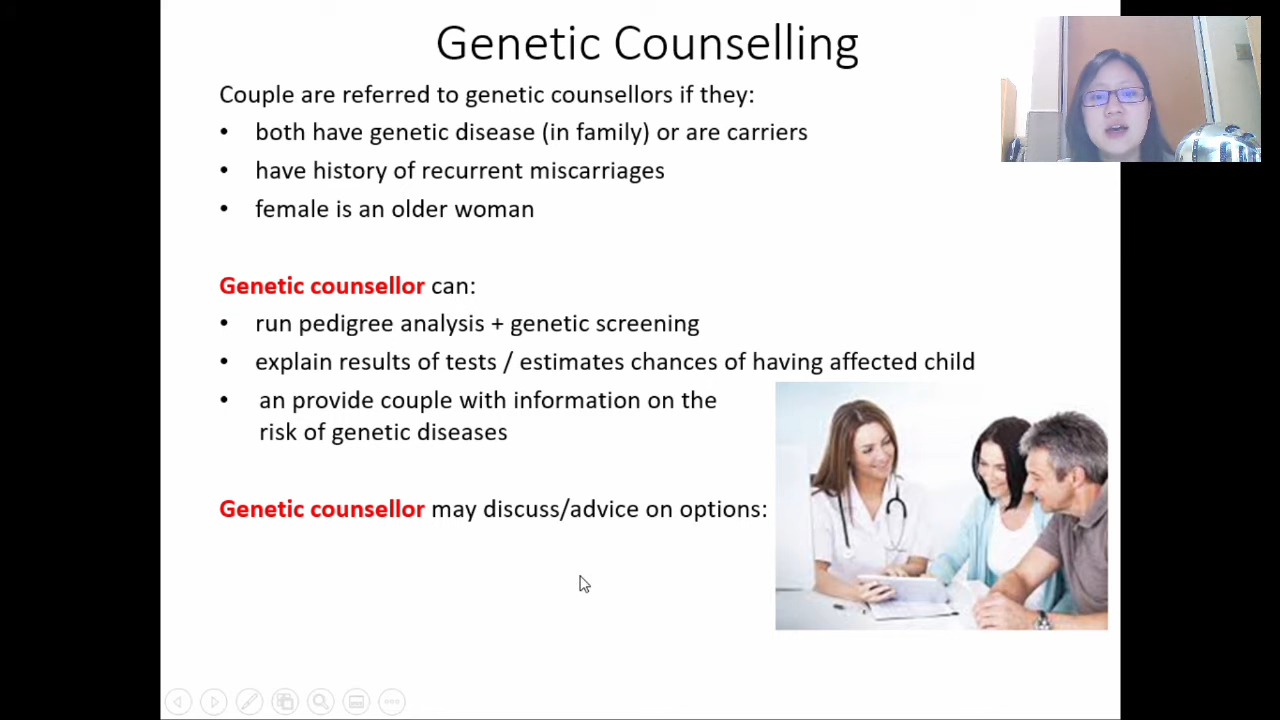 Genetic Counselling
Couple are referred to genetic counsellors if they:
• both have genetic disease (in family) or are carriers
• have history of recurrent miscarriages
• female is an older woman
Genetic counsellor can:
• run pedigree analysis + genetic screening
• explain results of tests / estimates chances of having affected child
• an provide couple with information on the
risk of genetic diseases
Genetic counsellor may discuss/advice on options: